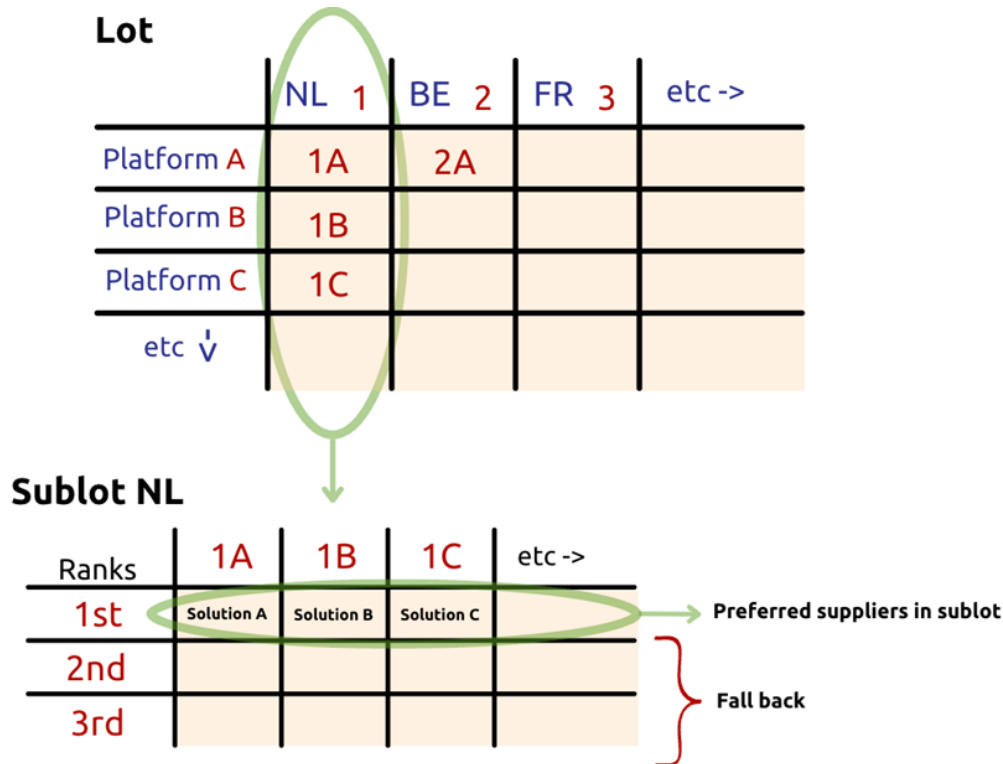 Lot
NL 1 BE 2 FR 3 etc ->
Platform A 1A 2A
Platform B 1B
Platform C 1C
etc
Sublot NL
Ranks 1A 1B 1C etc ->
1st Solution A Solution B Solution C Preferred suppliers in sublot
2nd
Fall back
3rd